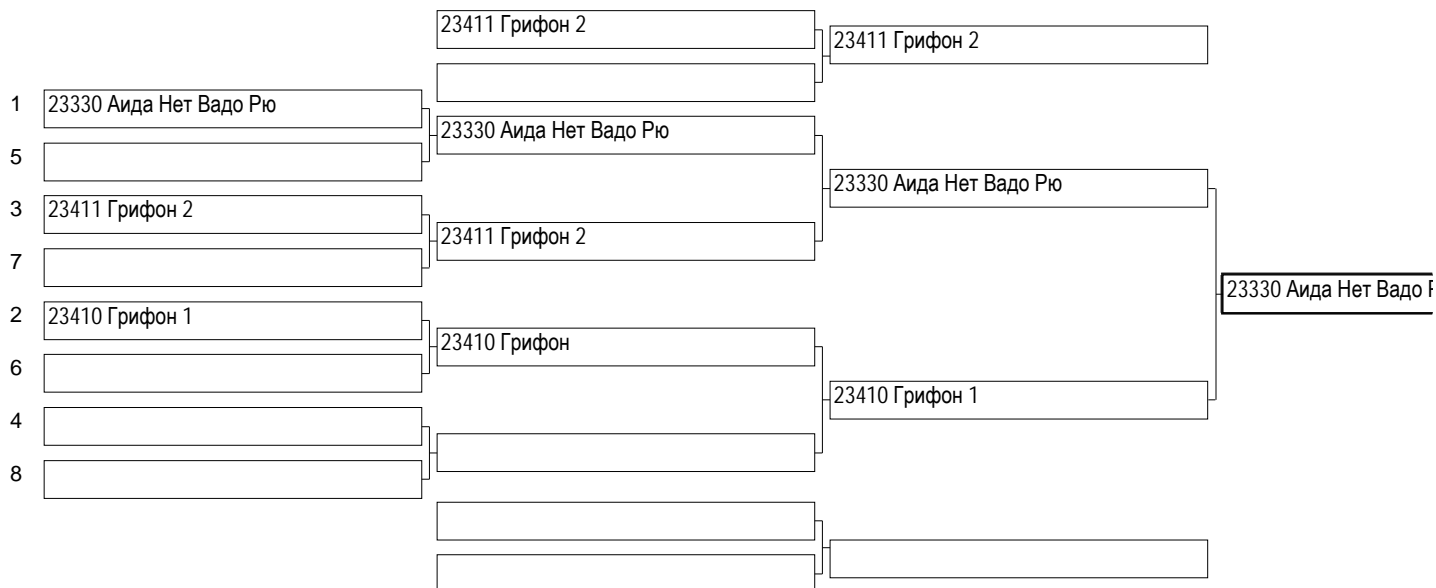 23411 Грифон 2
23411 Грифон 2
1 23330 Аида Нет Вадо Рю
23330 Аида Нет Вадо Рю
5
23330 Аида Нет Вадо Рю
3 23411 Грифон 2
23411 Грифон 2
7
23330 Аида Нет Вадо
2 23410 Грифон 1
23410 Грифон
6
23410 Грифон 1
4
8